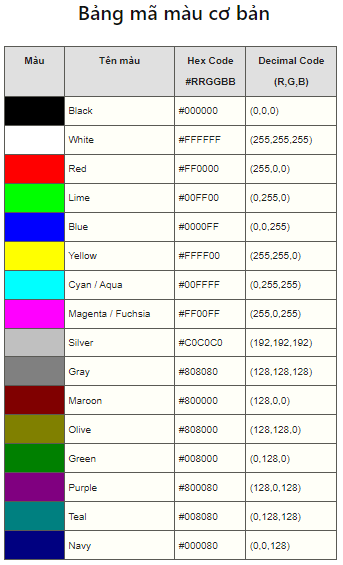 Bảng mã màu cơ bản
Màu Tên màu Hex Code Decimal Code
#RRGGBB (R,G,B)
Black #000000 (0,0,0)
White #FFFFFF (255,255,255)
Red #FF0000 (255,0,0)
Lime #00FF00 (0,255,0)
Blue #0000FF (0,0,255)
Yellow #FFFF00 (255,255,0)
Cyan / Aqua #00FFFF (0,255,255)
Magenta / Fuchsia #FF00FF (255,0,255)
Silver #C0C0C0 (192,192,192)
Gray #808080 (128,128,128)
Maroon #800000 (128,0,0)
Olive #808000 (128,128,0)
Green #008000 (0,128,0)
Purple #800080 (128,0,128)
Teal #008080 (0,128,128)
Navy #000080 (0,0,128)